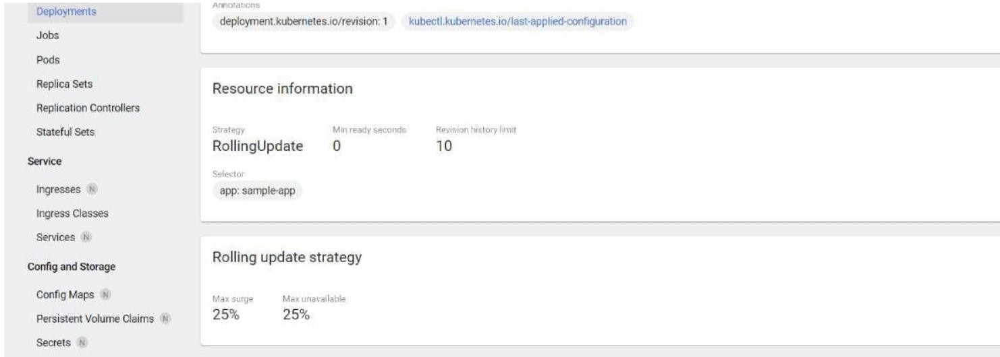 Deployments
Jobs
Pods
Replica Sets
Replication Controllers
Stateful Sets
Service
Ingresses N
Ingress Classes
Services N
Config and Storage
Config Maps N
Persistent Volume Claims N
Secrets N
Annotations
deployment.kubernetes.io/revision: 1 kubectl.kubernetes.io/last-applied-configuration
Resource information
Strategy Min ready seconds Revision history limit
RollingUpdate 0 10
Selector
app: sample-app
Rolling update strategy
Max surge Max unavailable
25% 25%